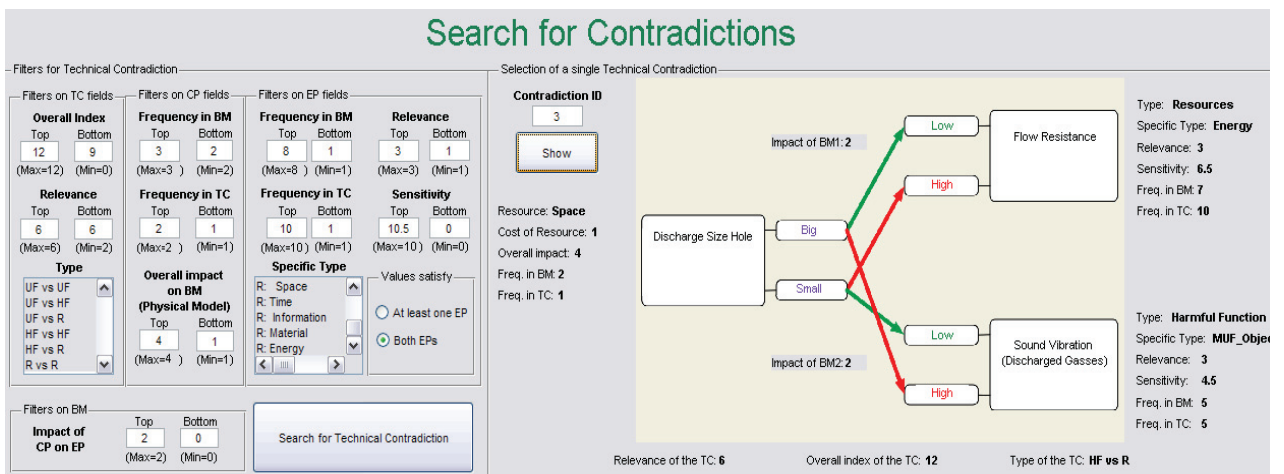 Search for Contradictions
Filters for Technical Contradiction
Filters on TC fields
Overall Index
Top Bottom
12 9
(Max=12) (Min=0)
Relevance
Top Bottom
6 6
(Max=6) (Min=2)
Type
UF vs UF
UF vs HF
UF vs R
HF vs HF
HF vs R
R vs R
Filters on CP fields
Frequency in BM
Top Bottom
3 2
(Max=3 ) (Min=2)
Frequency in TC
Top Bottom
2 1
(Max=2 ) (Min=1)
Overall impact
on BM
(Physical Model)
Top Bottom
4 1
(Max=4 ) (Min=1)
Filters on EP fields
Frequency in BM
Top Bottom
8 1
(Max=8 ) (Min=1)
Relevance
Top Bottom
3 1
(Max=3) (Min=1)
Frequency in TC
Top Bottom
10 1
(Max=10 ) (Min=1)
Sensitivity
Top Bottom
10.5 0
(Max=10 ) (Min=0)
Specific Type
R: Space
R: Time
R: Information
R: Material
R: Energy
Values satisfy
At least one EP
Both EPs
Filters on BM
Impact of
CP on EP
Top Bottom
2 0
(Max=2) (Min=0)
Search for Technical Contradiction
Selection of a single Technical Contradiction
Contradiction ID
3
Show
Resource: Space
Cost of Resource: 1
Overall impact: 4
Freq. in BM: 2
Freq. in TC: 1
Discharge Size Hole
Big
Small
Impact of BM1: 2
Impact of BM2: 2
Low
High
Flow Resistance
Low
High
Sound Vibration
(Discharged Gasses)
Type: Resources
Specific Type: Energy
Relevance: 3
Sensitivity: 6.5
Freq. in BM: 7
Freq. in TC: 10
Type: Harmful Function
Specific Type: MUF_Objec
Relevance: 3
Sensitivity: 4.5
Freq. in BM: 5
Freq. in TC: 5
Relevance of the TC: 6 Overall index of the TC: 12 Type of the TC: HF vs R